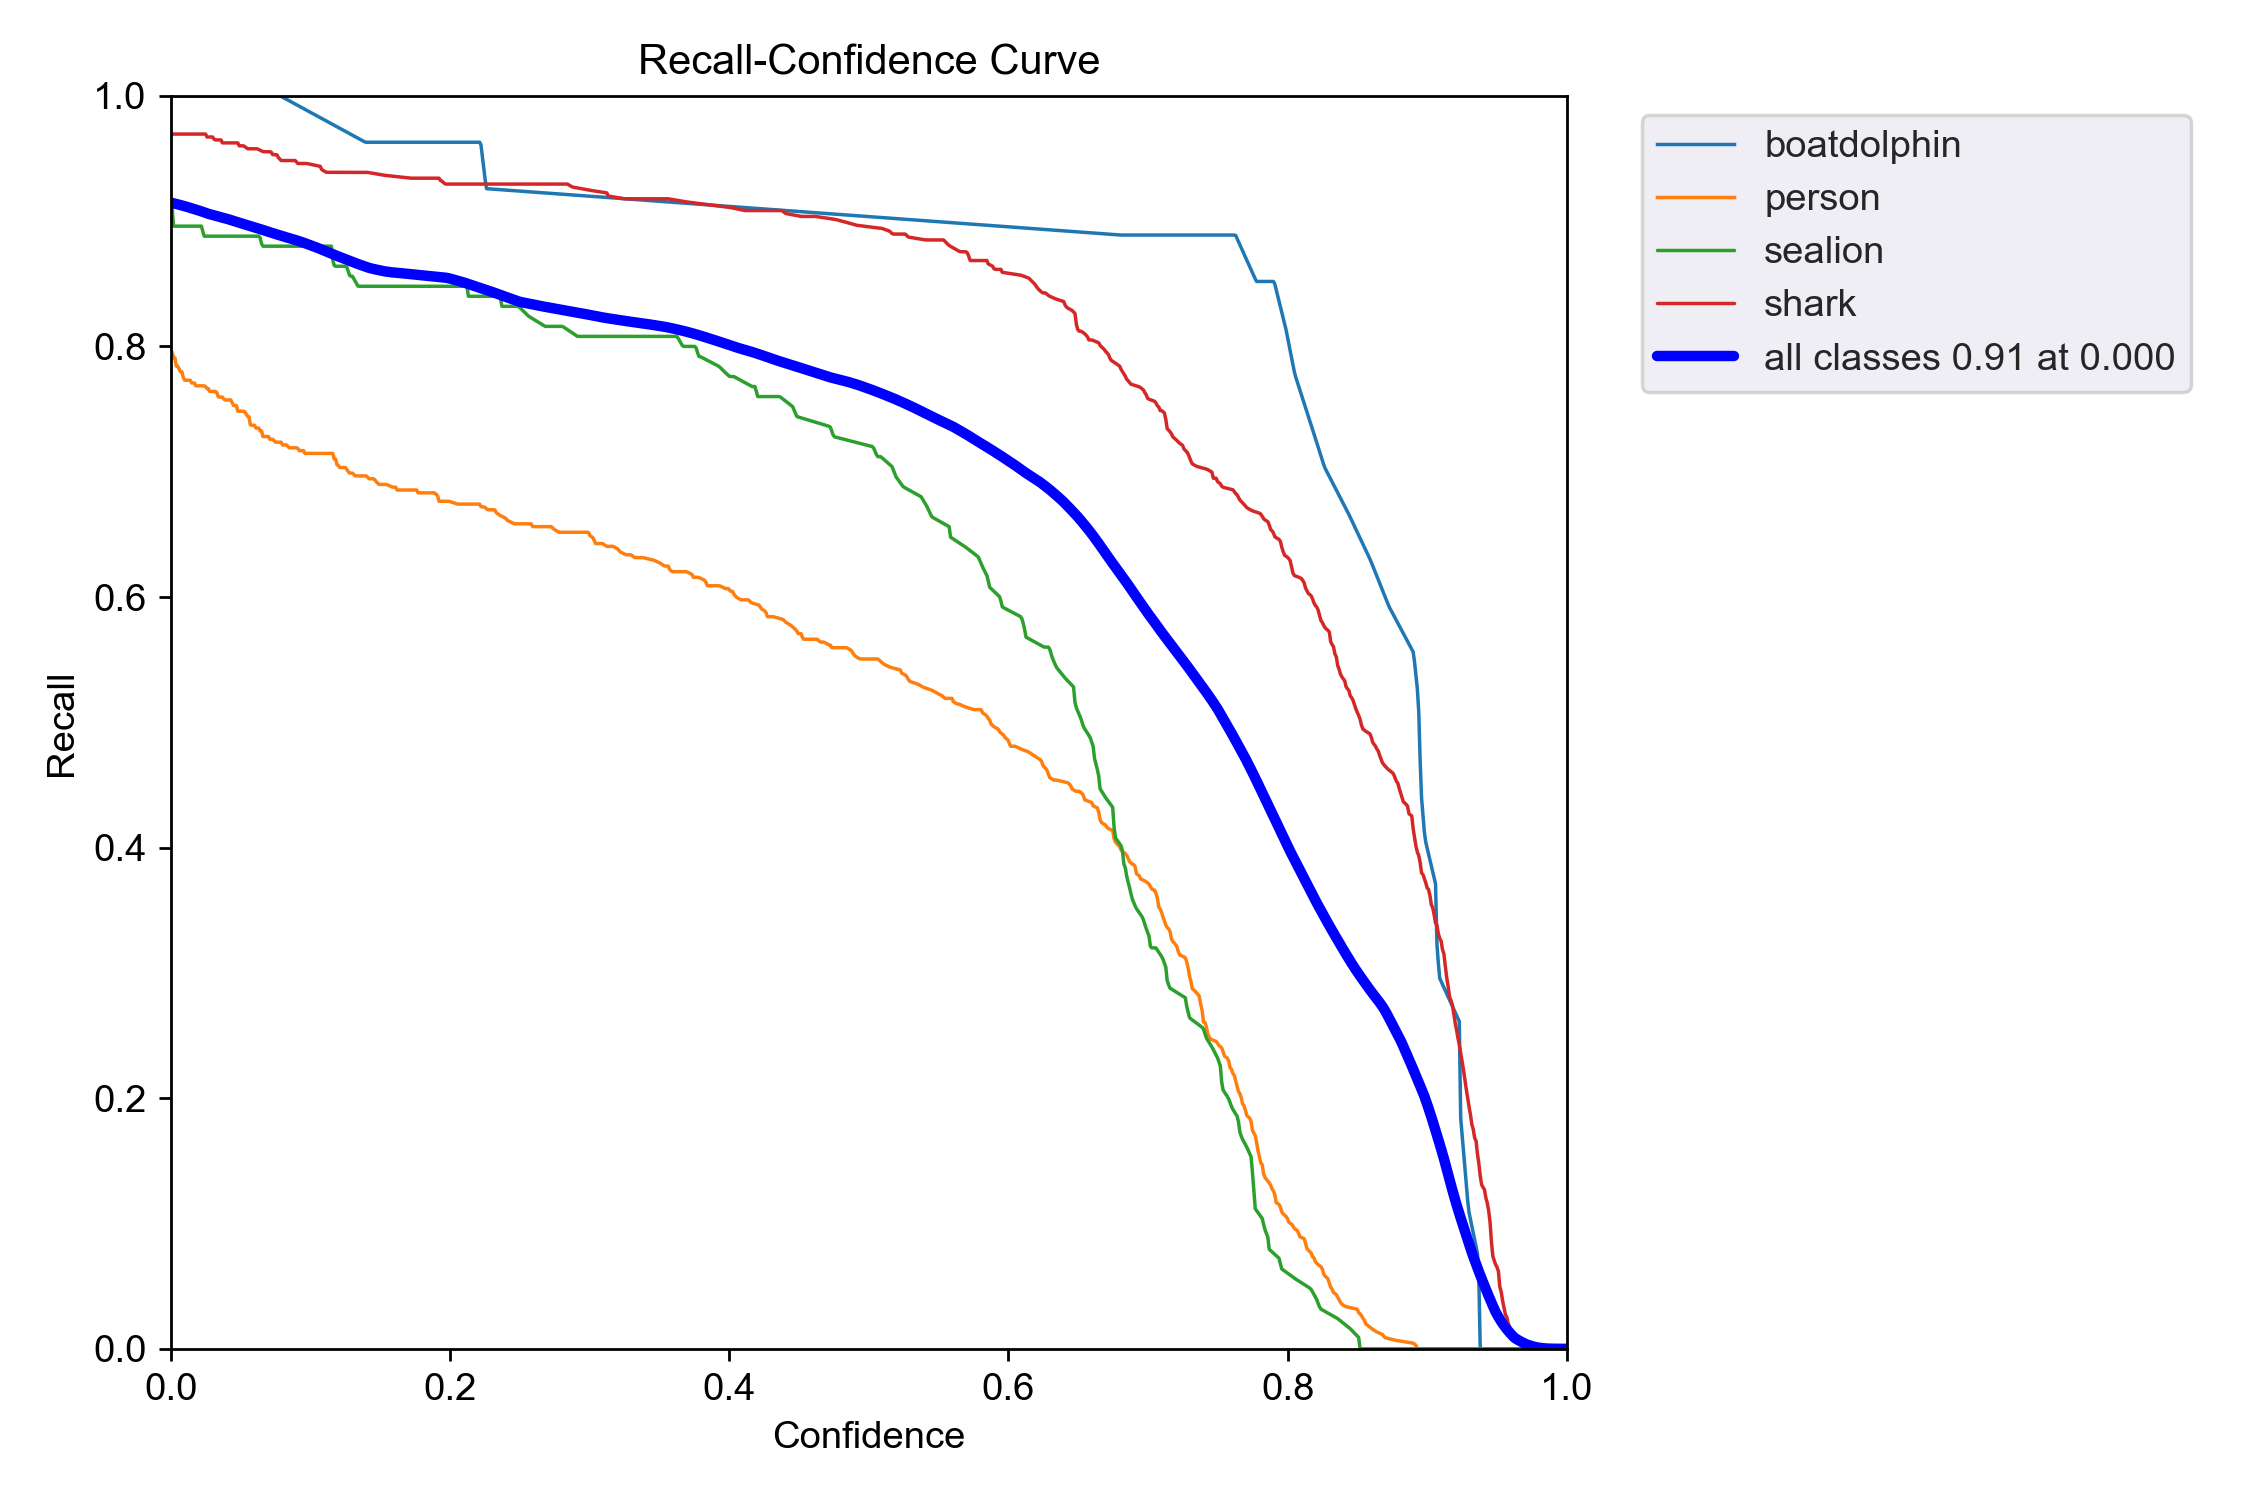 Recall-Confidence Curve
1.0
0.8
0.6
0.4
0.2
0.0
Recall
0.0 0.2 0.4 0.6 0.8 1.0
Confidence
boatdolphin
person
sealion
shark
all classes 0.91 at 0.000